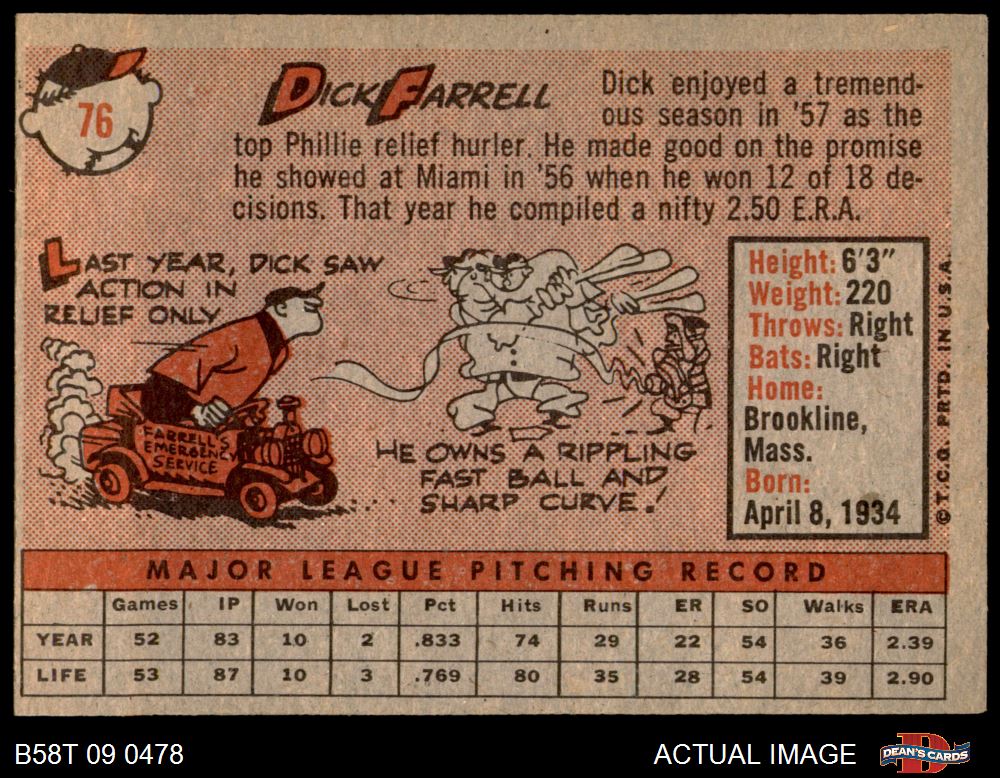 76
DICK FARRELL
Dick enjoyed a tremend-
ous season in '57 as the
top Phillie relief hurler. He made good on the promise
he showed at Miami in '56 when he won 12 of 18 de-
cisions. That year he compiled a nifty 2.50 E.R.A.
LAST YEAR, DICK SAW
ACTION IN
RELIEF ONLY
FARRELL'S
EMERGENCY
SERVICE
HE OWNS A RIPPLING
FAST BALL AND
SHARP CURVE!
Height: 6'3"
Weight: 220
Throws: Right
Bats: Right
Home:
Brookline,
Mass.
Born:
April 8, 1934
© T.C.G. PRTD. IN U.S.A.
MAJOR LEAGUE PITCHING RECORD
Games IP Won Lost Pct Hits Runs ER SO Walks ERA
YEAR 52 83 10 2 .833 74 29 22 54 36 2.39
LIFE 53 87 10 3 .769 80 35 28 54 39 2.90
B58T 09 0478 ACTUAL IMAGE DEAN'S CARDS